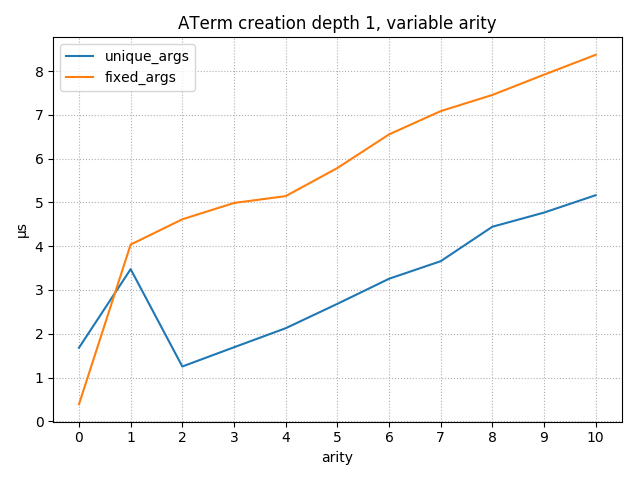 ATerm creation depth 1, variable arity
unique_args
fixed_args
8
7
6
5
4
3
2
1
0
µs
0 1 2 3 4 5 6 7 8 9 10
arity